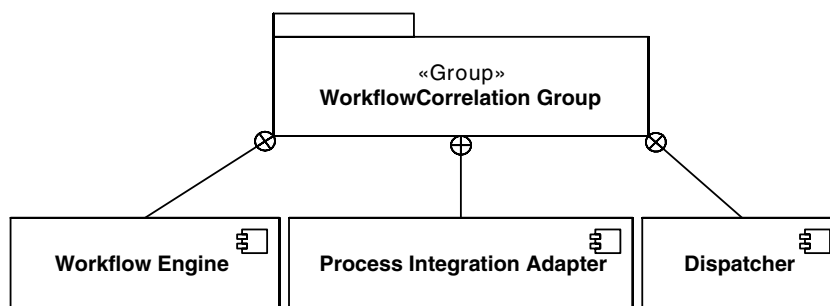 «Group»
WorkflowCorrelation Group
Workflow Engine
Process Integration Adapter
Dispatcher